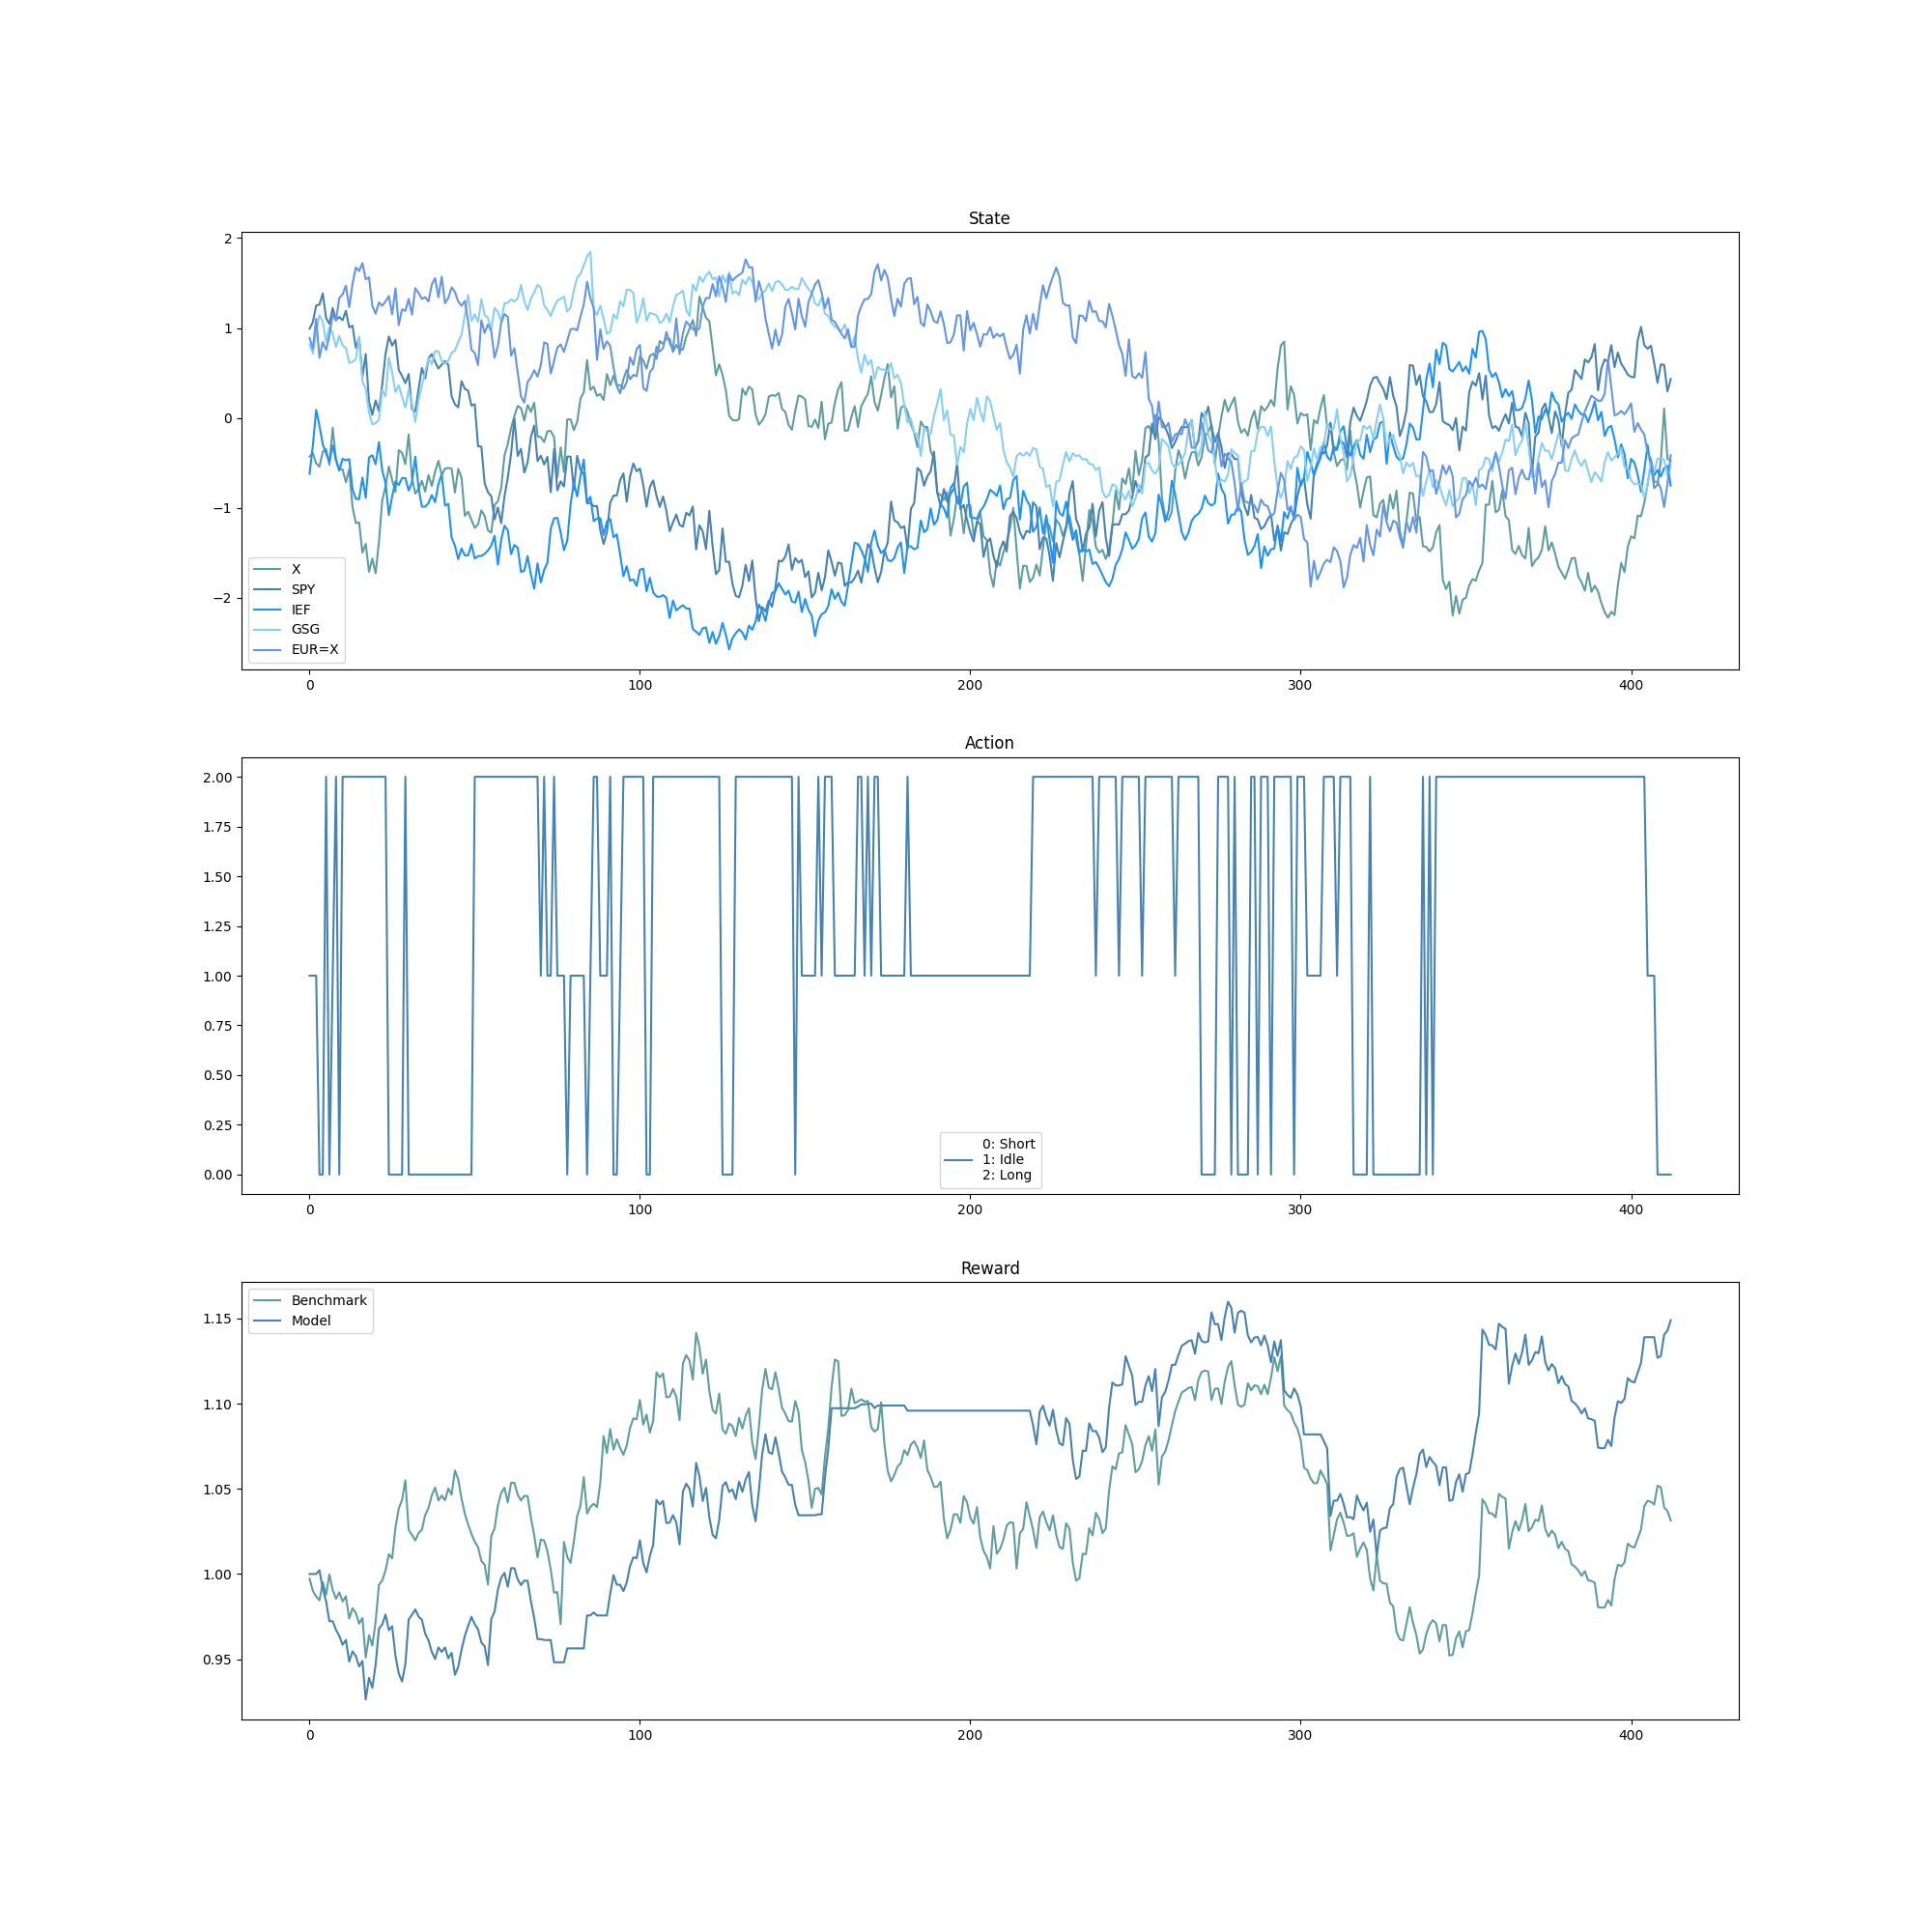 State
2
1
0
−1
−2
X
SPY
IEF
GSG
EUR=X
0 100 200 300 400
Action
2.00
1.75
1.50
1.25
1.00
0.75
0.50
0.25
0.00
0: Short
1: Idle
2: Long
0 100 200 300 400
Reward
Benchmark
Model
1.15
1.10
1.05
1.00
0.95
0 100 200 300 400